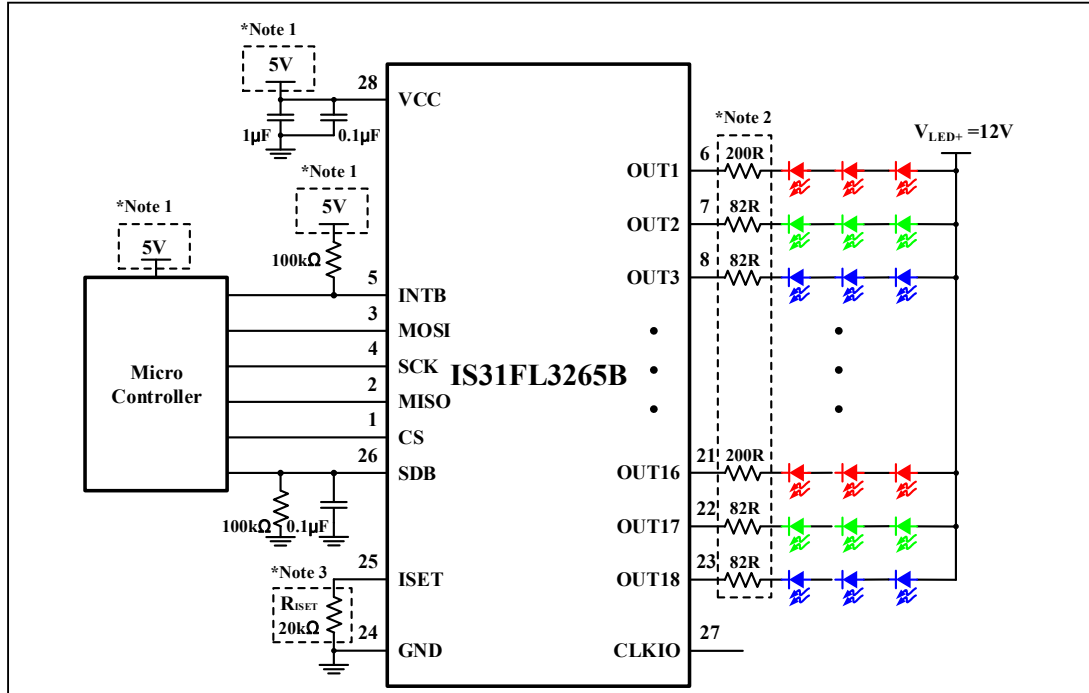 *Note 1
5V
28
VCC
1μF
0.1μF
*Note 1
5V
100kΩ
*Note 1
5V
Micro
Controller
5
INTB
3
MOSI
4
SCK
2
MISO
1
CS
26
SDB
100kΩ
0.1μF
*Note 3
25
ISET
RISET
20kΩ
24
GND
IS31FL3265B
*Note 2
VLED+ =12V
OUT1
6
200R
OUT2
7
82R
OUT3
8
82R
OUT16
21
200R
OUT17
22
82R
OUT18
23
82R
CLKIO
27